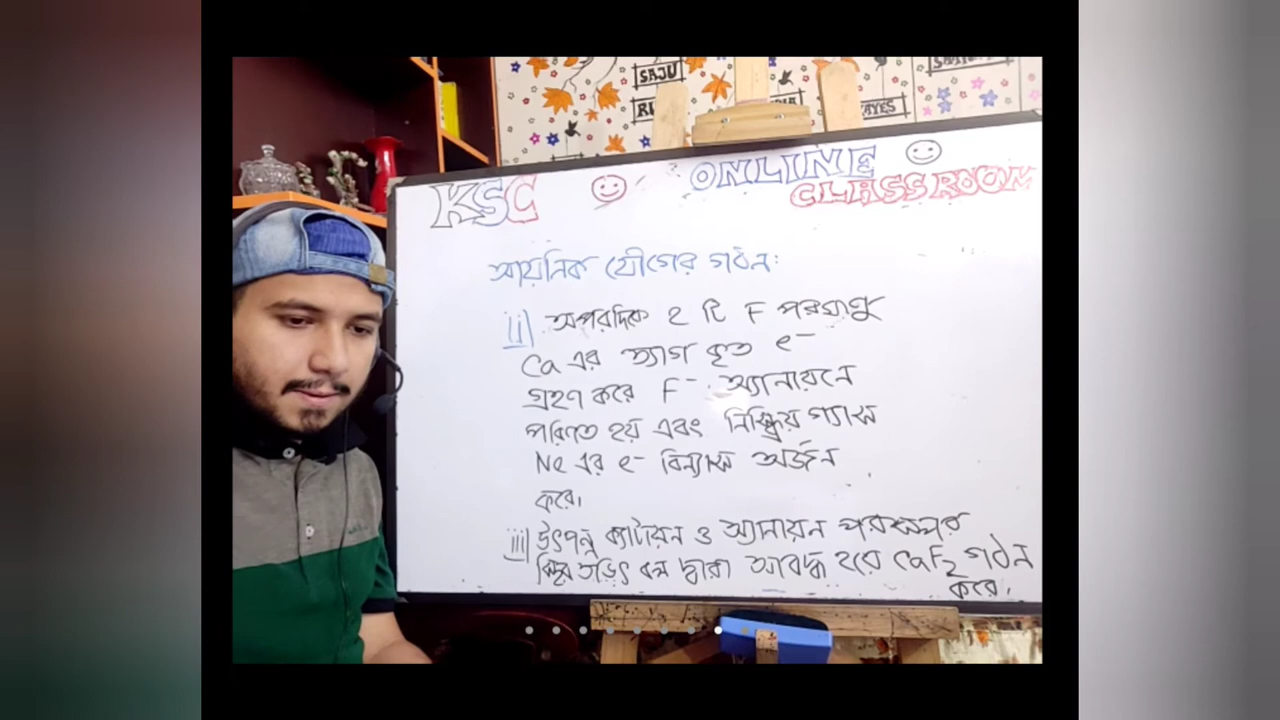 SAJU
AYES
KSC ONLINE
CLASS ROOM
আয়নিক যৌগের গঠন:
ii| অপরদিকে 2 টি F পরমাণু
Ca এর ত্যাগ কৃত e⁻
গ্রহণ করে F⁻ অ্যানায়নে
পরিণত হয় এবং নিষ্ক্রিয় গ্যাস
Ne এর e⁻ বিন্যাস অর্জন
করে।
iii| উৎপন্ন ক্যাটায়ন ও অ্যানায়ন পরস্পর
স্থির তড়িৎ বল দ্বারা আবদ্ধ হয়ে CaF₂ গঠন
করে।